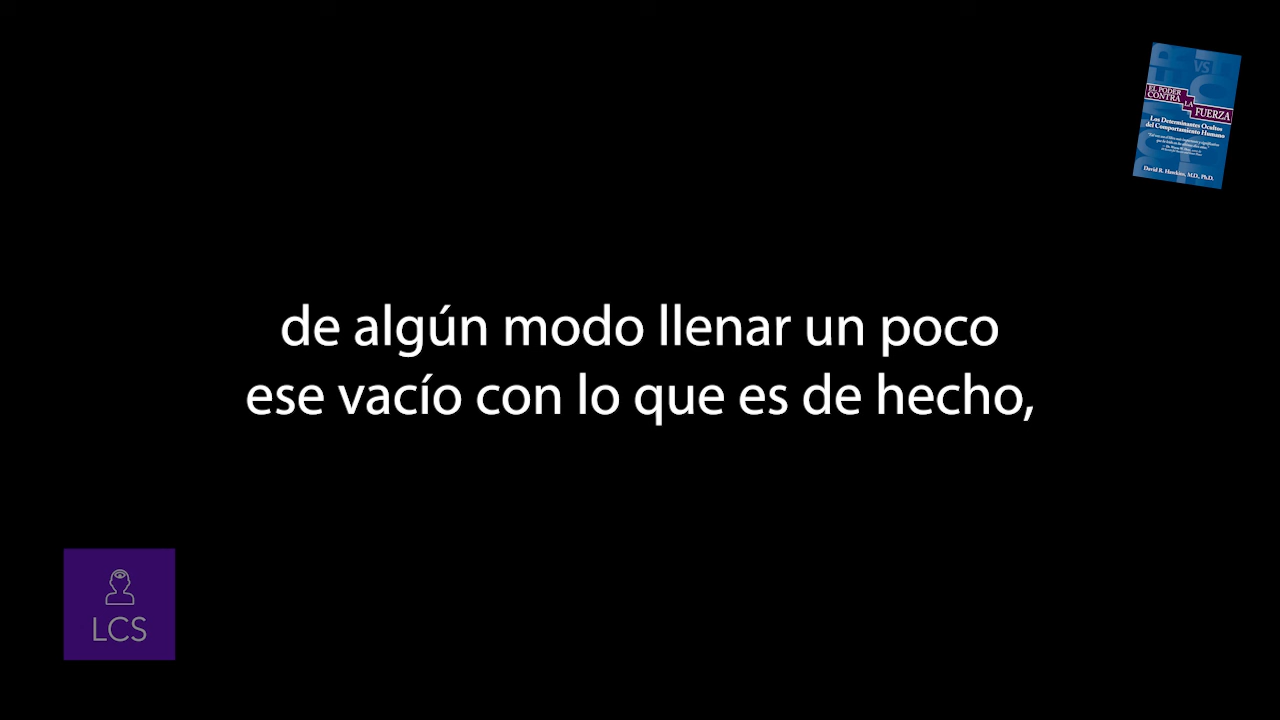 VS
EL PODER
CONTRA
LA
FUERZA
Los Determinantes Ocultos
del Comportamiento Humano
David R. Hawkins, M.D., Ph.D.
de algún modo llenar un poco
ese vacío con lo que es de hecho,
LCS